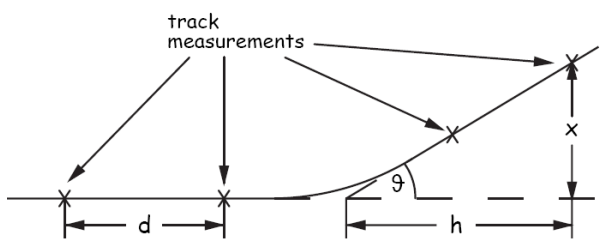 track
measurements
x
ϑ
d
h